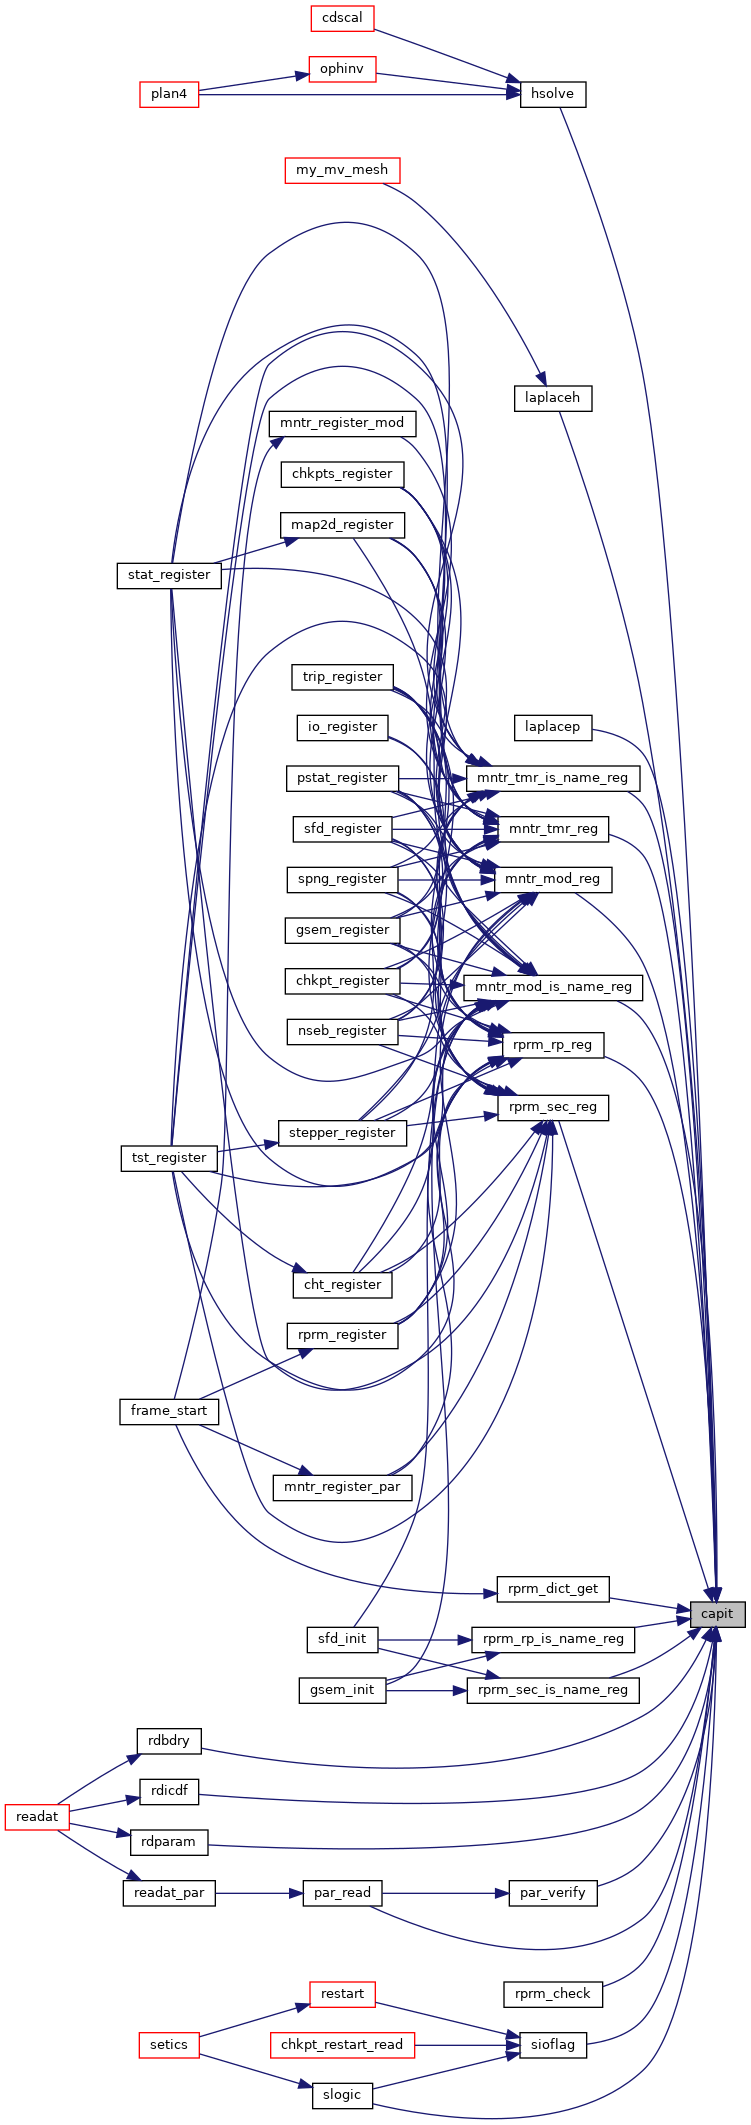 cdscal
ophinv
plan4
hsolve
my_mv_mesh
laplaceh
mntr_register_mod
chkpts_register
map2d_register
stat_register
trip_register
io_register
laplacep
pstat_register
mntr_tmr_is_name_reg
sfd_register
mntr_tmr_reg
spng_register
mntr_mod_reg
gsem_register
chkpt_register
mntr_mod_is_name_reg
nseb_register
rprm_rp_reg
rprm_sec_reg
stepper_register
tst_register
cht_register
rprm_register
frame_start
mntr_register_par
rprm_dict_get
capit
sfd_init
rprm_rp_is_name_reg
gsem_init
rprm_sec_is_name_reg
rdbdry
rdicdf
readat
rdparam
readat_par
par_read
par_verify
restart
rprm_check
setics
chkpt_restart_read
sioflag
slogic